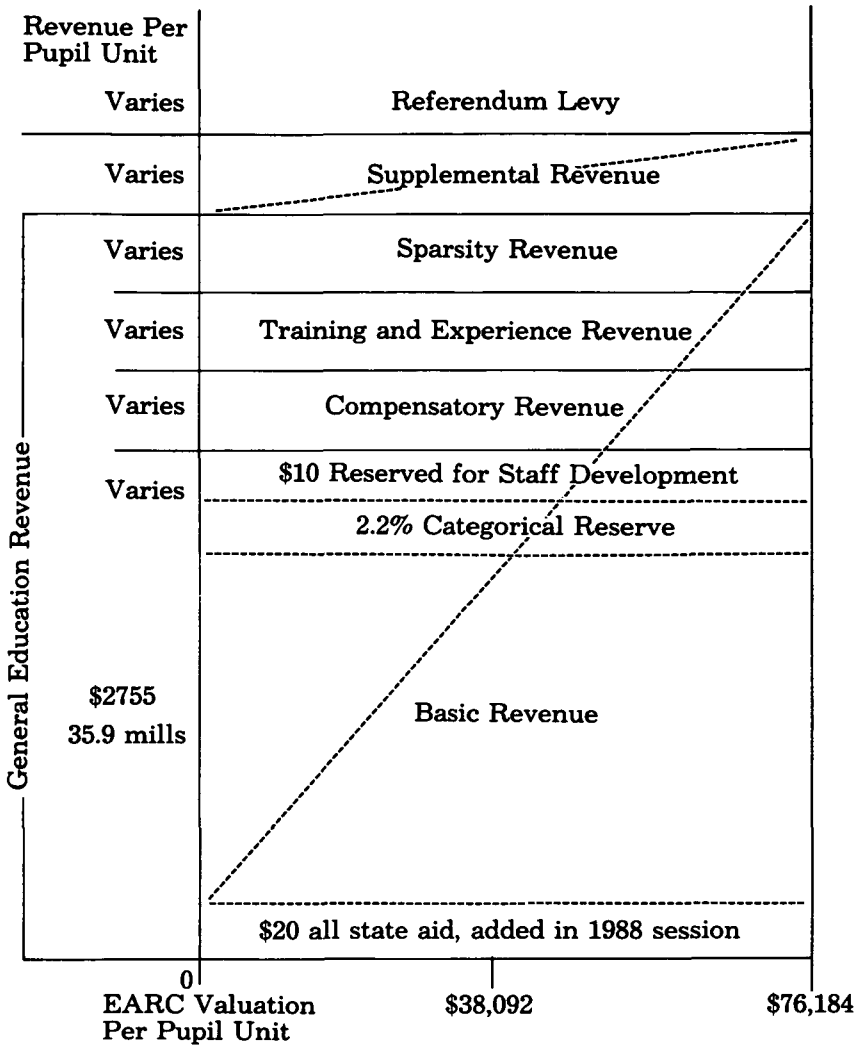 Revenue Per
Pupil Unit
Varies Referendum Levy
Varies Supplemental Revenue
Varies Sparsity Revenue
Varies Training and Experience Revenue
Varies Compensatory Revenue
Varies $10 Reserved for Staff Development
2.2% Categorical Reserve
General Education Revenue
$2755
35.9 mills
Basic Revenue
$20 all state aid, added in 1988 session
0
EARC Valuation
Per Pupil Unit
$38,092
$76,184